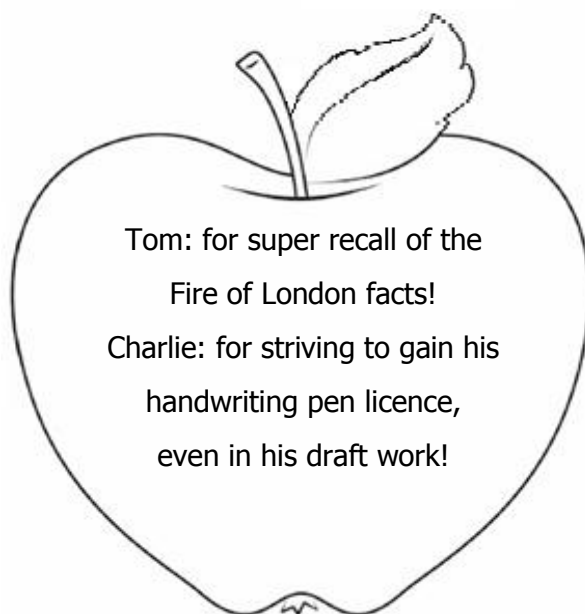 Tom: for super recall of the
Fire of London facts!
Charlie: for striving to gain his
handwriting pen licence,
even in his draft work!